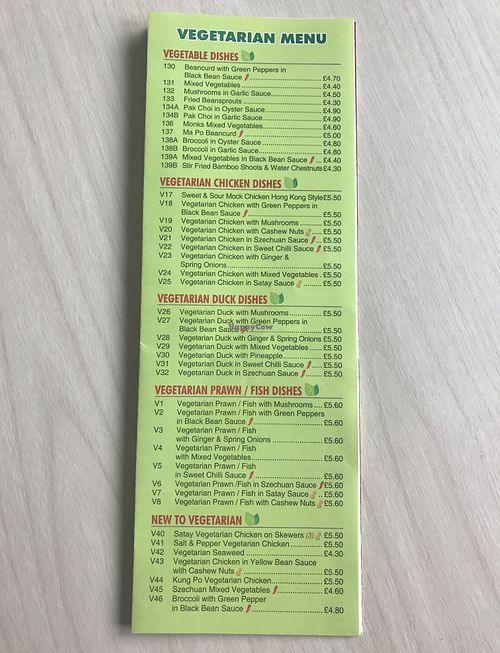 VEGETARIAN MENU
VEGETABLE DISHES
130 Beancurd with Green Peppers in
Black Bean Sauce £4.70
131 Mixed Vegetables £4.40
132 Mushrooms in Garlic Sauce £4.50
133 Fried Beansprouts £4.30
134A Pak Choi in Oyster Sauce £4.90
134B Pak Choi in Garlic Sauce £4.90
136 Monks Mixed Vegetables £4.60
137 Ma Po Beancurd £5.00
138A Broccoli in Oyster Sauce £4.80
138B Broccoli in Garlic Sauce £4.80
139A Mixed Vegetables in Black Bean Sauce £4.40
139B Stir Fried Bamboo Shoots & Water Chestnuts £4.30
VEGETARIAN CHICKEN DISHES
V17 Sweet & Sour Mock Chicken Hong Kong Style £5.50
V18 Vegetarian Chicken with Green Peppers in
Black Bean Sauce £5.50
V19 Vegetarian Chicken with Mushrooms £5.50
V20 Vegetarian Chicken with Cashew Nuts £5.50
V21 Vegetarian Chicken in Szechuan Sauce £5.50
V22 Vegetarian Chicken in Sweet Chilli Sauce £5.50
V23 Vegetarian Chicken with Ginger &
Spring Onions £5.50
V24 Vegetarian Chicken with Mixed Vegetables £5.50
V25 Vegetarian Chicken in Satay Sauce £5.50
VEGETARIAN DUCK DISHES
V26 Vegetarian Duck with Mushrooms £5.50
V27 Vegetarian Duck with Green Peppers in
Black Bean Sauce £5.50
HappyCow
V28 Vegetarian Duck with Ginger & Spring Onions £5.50
V29 Vegetarian Duck with Mixed Vegetables £5.50
V30 Vegetarian Duck with Pineapple £5.50
V31 Vegetarian Duck in Sweet Chilli Sauce £5.50
V32 Vegetarian Duck in Szechuan Sauce £5.50
VEGETARIAN PRAWN / FISH DISHES
V1 Vegetarian Prawn / Fish with Mushrooms £5.60
V2 Vegetarian Prawn / Fish with Green Peppers
in Black Bean Sauce £5.60
V3 Vegetarian Prawn / Fish
with Ginger & Spring Onions £5.60
V4 Vegetarian Prawn / Fish
with Mixed Vegetables £5.60
V5 Vegetarian Prawn / Fish
in Sweet Chilli Sauce £5.60
V6 Vegetarian Prawn /Fish in Szechuan Sauce £5.60
V7 Vegetarian Prawn / Fish in Satay Sauce £5.60
V8 Vegetarian Prawn / Fish with Cashew Nuts £5.60
NEW TO VEGETARIAN
V40 Satay Vegetarian Chicken on Skewers (3) £5.50
V41 Salt & Pepper Vegetarian Chicken £5.50
V42 Vegetarian Seaweed £4.30
V43 Vegetarian Chicken in Yellow Bean Sauce
with Cashew Nuts £5.50
V44 Kung Po Vegetarian Chicken £5.50
V45 Szechuan Mixed Vegetables £4.60
V46 Broccoli with Green Pepper
in Black Bean Sauce £4.80